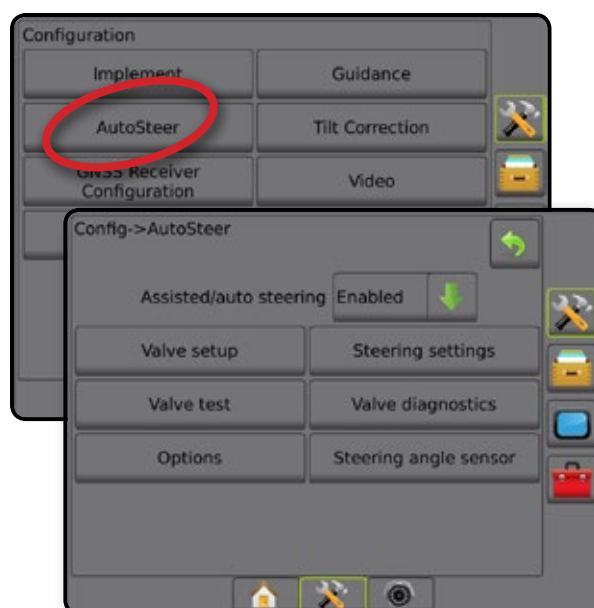 Configuration
Implement
Guidance
AutoSteer
Tilt Correction
GNSS Receiver
Configuration
Video
Config->AutoSteer
Assisted/auto steering
Enabled
Valve setup
Steering settings
Valve test
Valve diagnostics
Options
Steering angle sensor